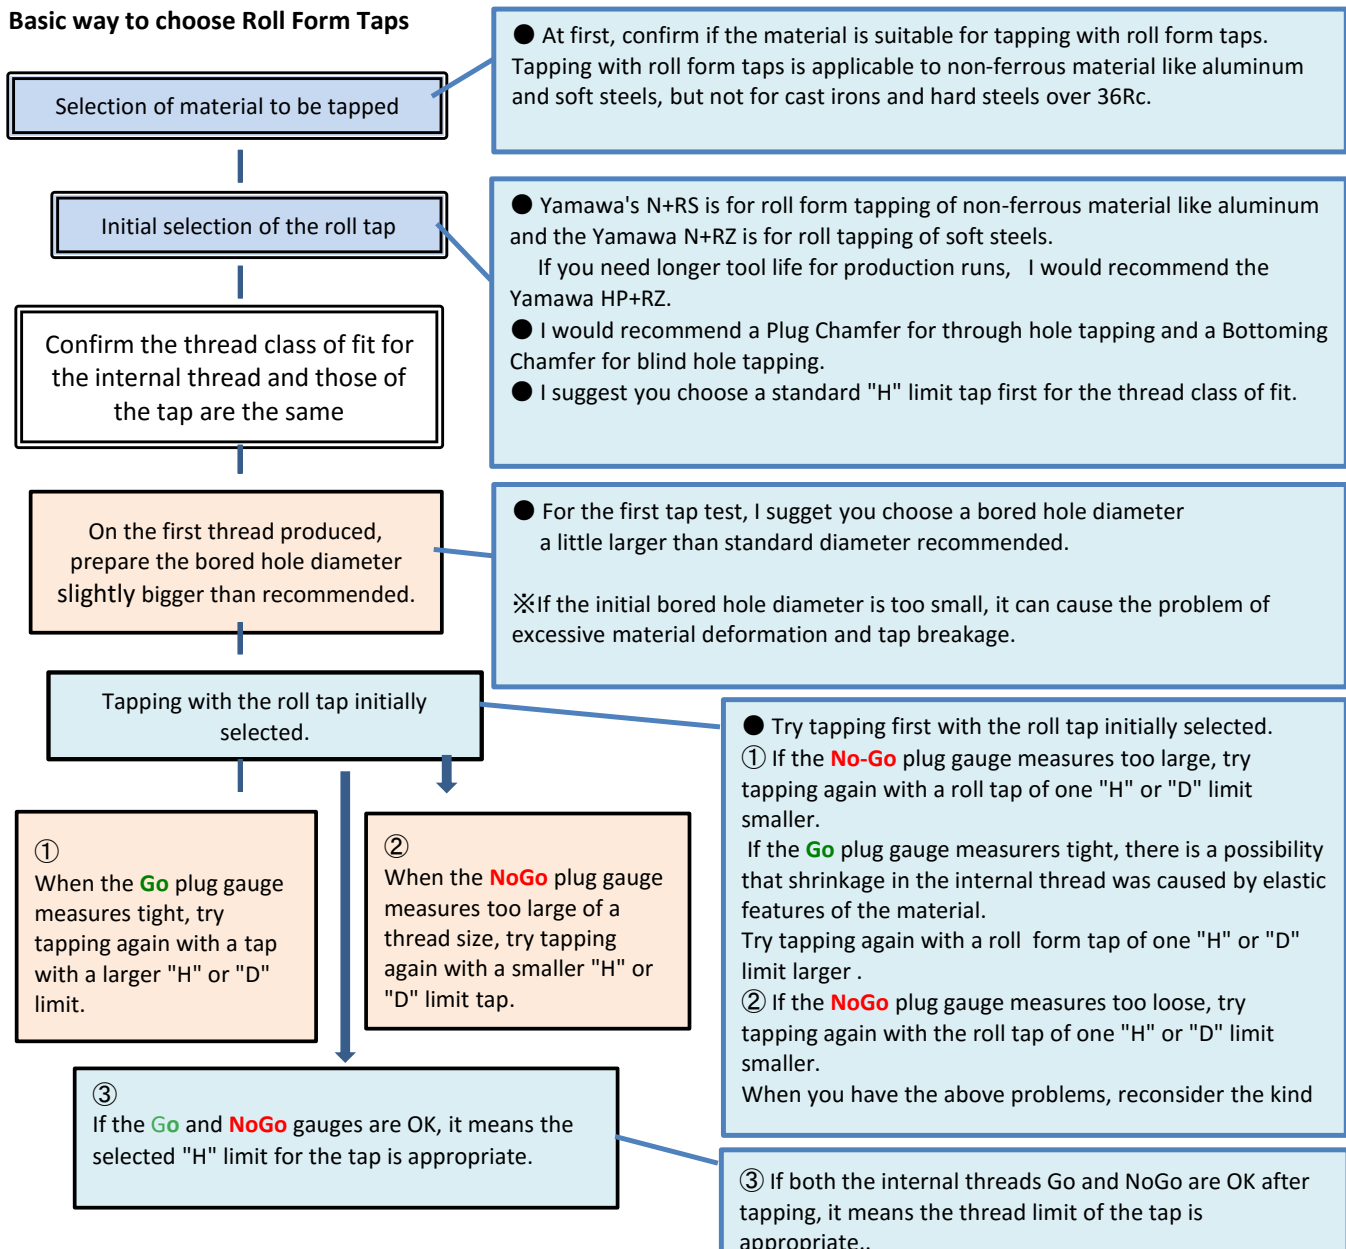 Basic way to choose Roll Form Taps
Selection of material to be tapped
● At first, confirm if the material is suitable for tapping with roll form taps.
Tapping with roll form taps is applicable to non-ferrous material like aluminum
and soft steels, but not for cast irons and hard steels over 36Rc.
Initial selection of the roll tap
● Yamawa's N+RS is for roll form tapping of non-ferrous material like aluminum
and the Yamawa N+RZ is for roll tapping of soft steels.
If you need longer tool life for production runs, I would recommend the
Yamawa HP+RZ.
● I would recommend a Plug Chamfer for through hole tapping and a Bottoming
Chamfer for blind hole tapping.
● I suggest you choose a standard "H" limit tap first for the thread class of fit.
Confirm the thread class of fit for
the internal thread and those of
the tap are the same
On the first thread produced,
prepare the bored hole diameter
slightly bigger than recommended.
● For the first tap test, I sugget you choose a bored hole diameter
a little larger than standard diameter recommended.
※If the initial bored hole diameter is too small, it can cause the problem of
excessive material deformation and tap breakage.
Tapping with the roll tap initially
selected.
● Try tapping first with the roll tap initially selected.
① If the No-Go plug gauge measures too large, try
tapping again with a roll tap of one "H" or "D" limit
smaller.
If the Go plug gauge measurers tight, there is a possibility
that shrinkage in the internal thread was caused by elastic
features of the material.
Try tapping again with a roll form tap of one "H" or "D"
limit larger .
② If the NoGo plug gauge measures too loose, try
tapping again with the roll tap of one "H" or "D" limit
smaller.
When you have the above problems, reconsider the kind
①
When the Go plug gauge
measures tight, try
tapping again with a tap
with a larger "H" or "D"
limit.
②
When the NoGo plug gauge
measures too large of a
thread size, try tapping
again with a smaller "H" or
"D" limit tap.
③
If the Go and NoGo gauges are OK, it means the
selected "H" limit for the tap is appropriate.
③ If both the internal threads Go and NoGo are OK after
tapping, it means the thread limit of the tap is
appropriate..